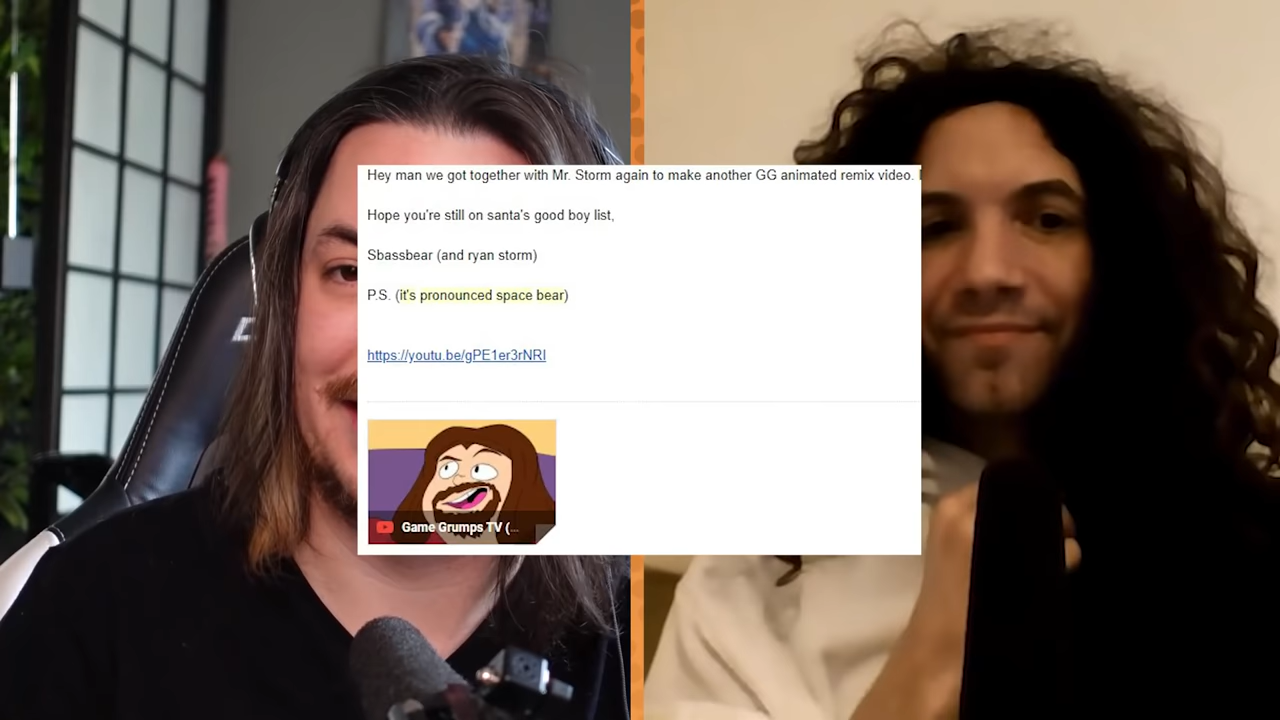 Hey man we got together with Mr. Storm again to make another GG animated remix video.
Hope you're still on santa's good boy list,
Sbassbear (and ryan storm)
P.S. (it's pronounced space bear)
https://youtu.be/gPE1er3rNRI
Game Grumps TV (...